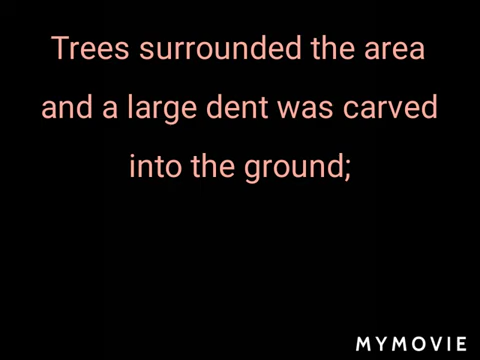 Trees surrounded the area
and a large dent was carved
into the ground;
MYMOVIE